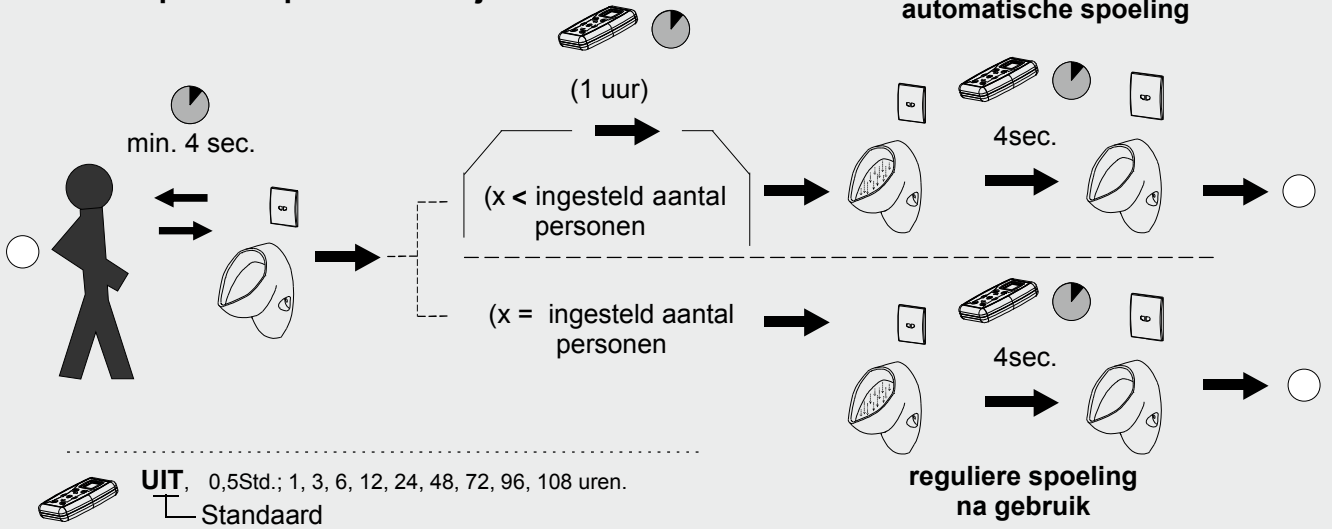 automatische spoeling
(1 uur)
min. 4 sec.
4sec.
(x < ingesteld aantal
personen
(x = ingesteld aantal
personen
4sec.
UIT, 0,5Std.; 1, 3, 6, 12, 24, 48, 72, 96, 108 uren.
Standaard
reguliere spoeling
na gebruik